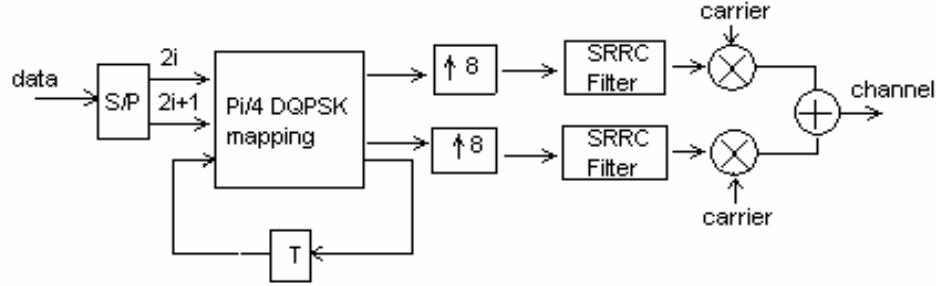 carrier
2i
data
S/P
2i+1
Pi/4 DQPSK
mapping
↑ 8
SRRC
Filter
channel
↑ 8
SRRC
Filter
carrier
T